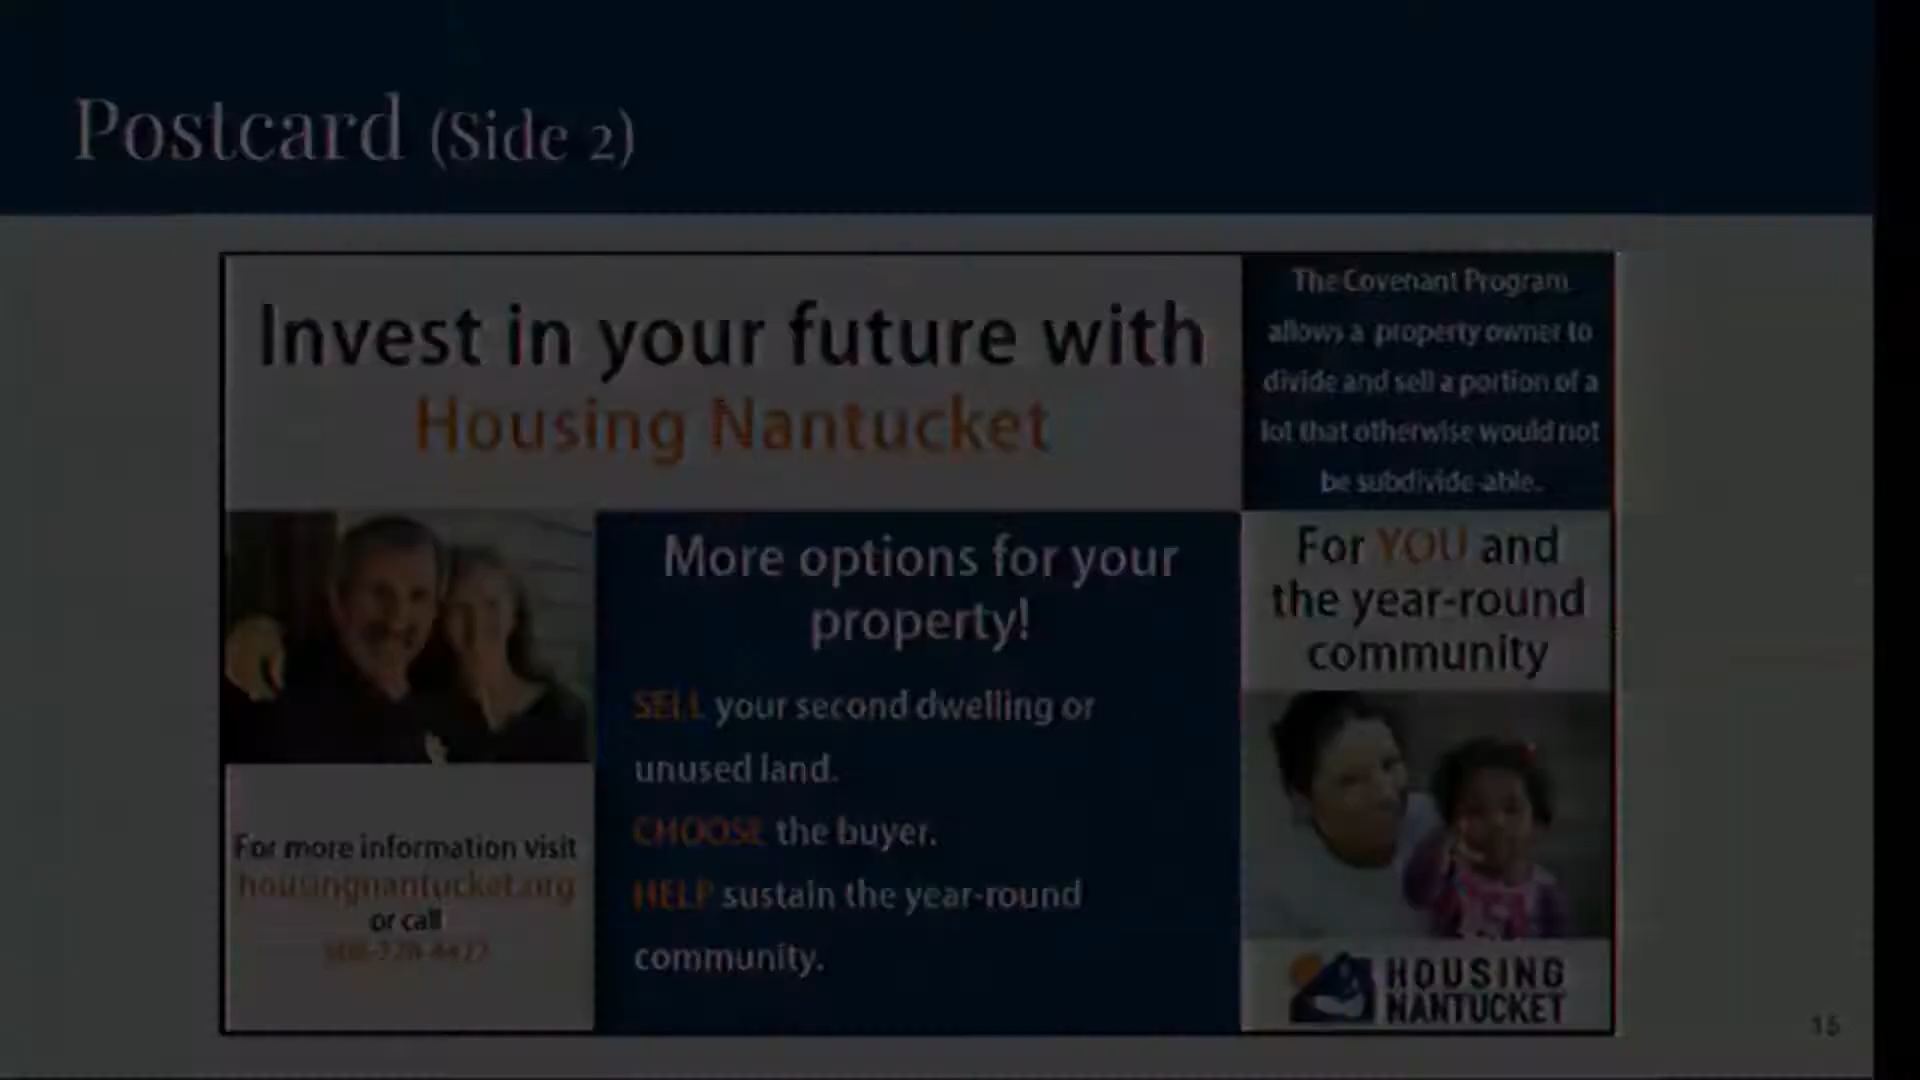 Postcard (Side 2)
Invest in your future with
Housing Nantucket
The Covenant Program
allows a property owner to
divide and sell a portion of a
lot that otherwise would not
be subdivide-able.
More options for your
property!
SELL your second dwelling or
unused land.
CHOOSE the buyer.
HELP sustain the year-round
community.
For YOU and
the year-round
community
For more information visit
housingnantucket.org
or call
HOUSING
NANTUCKET
15